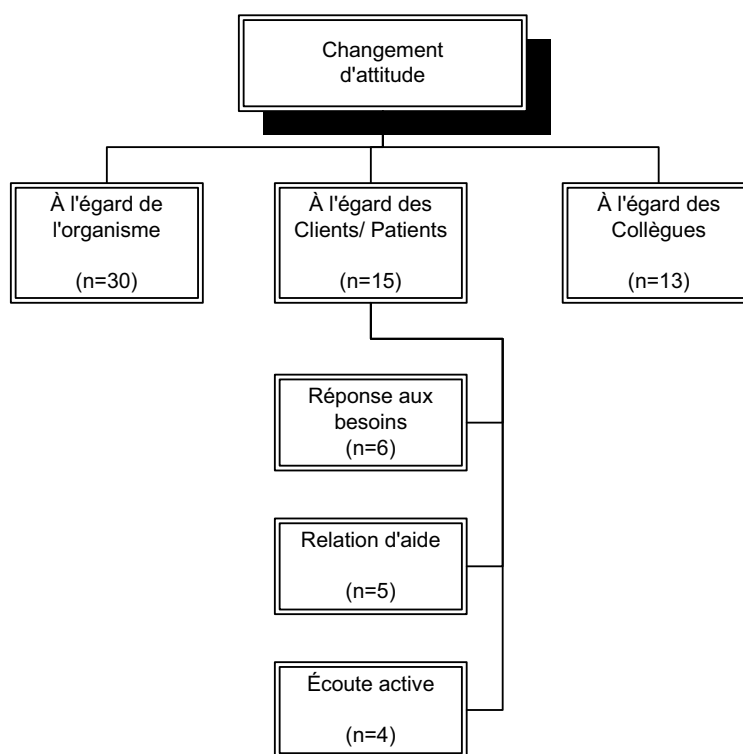 Changement
d'attitude
À l'égard de
l'organisme
(n=30)
À l'égard des
Clients/ Patients
(n=15)
À l'égard des
Collègues
(n=13)
Réponse aux
besoins
(n=6)
Relation d'aide
(n=5)
Écoute active
(n=4)